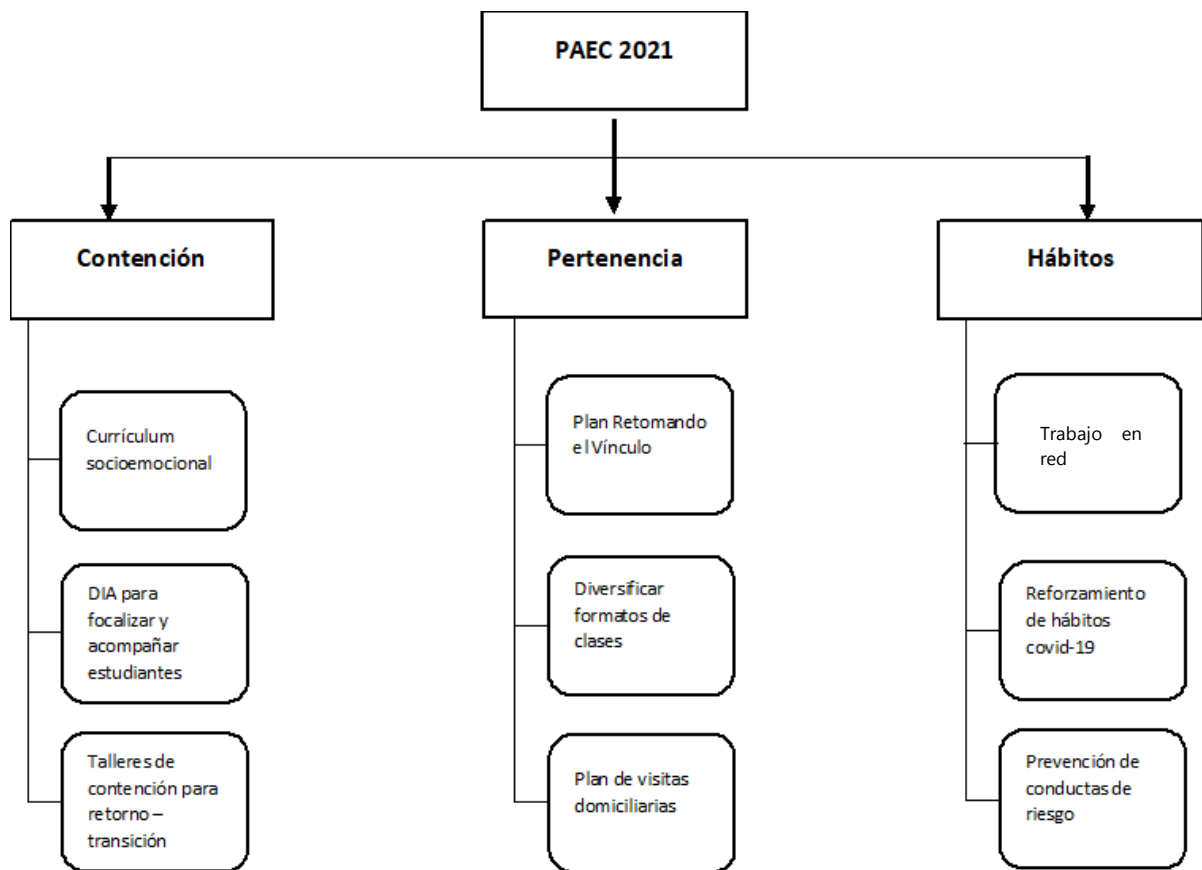 PAEC 2021
Contención
Pertenencia
Hábitos
Currículum
socioemocional
DIA para
focalizar y
acompañar
estudiantes
Talleres de
contención para
retorno –
transición
Plan Retomando
el Vínculo
Diversificar
formatos de
clases
Plan de visitas
domiciliarias
Trabajo en
red
Reforzamiento
de hábitos
covid-19
Prevención de
conductas de
riesgo